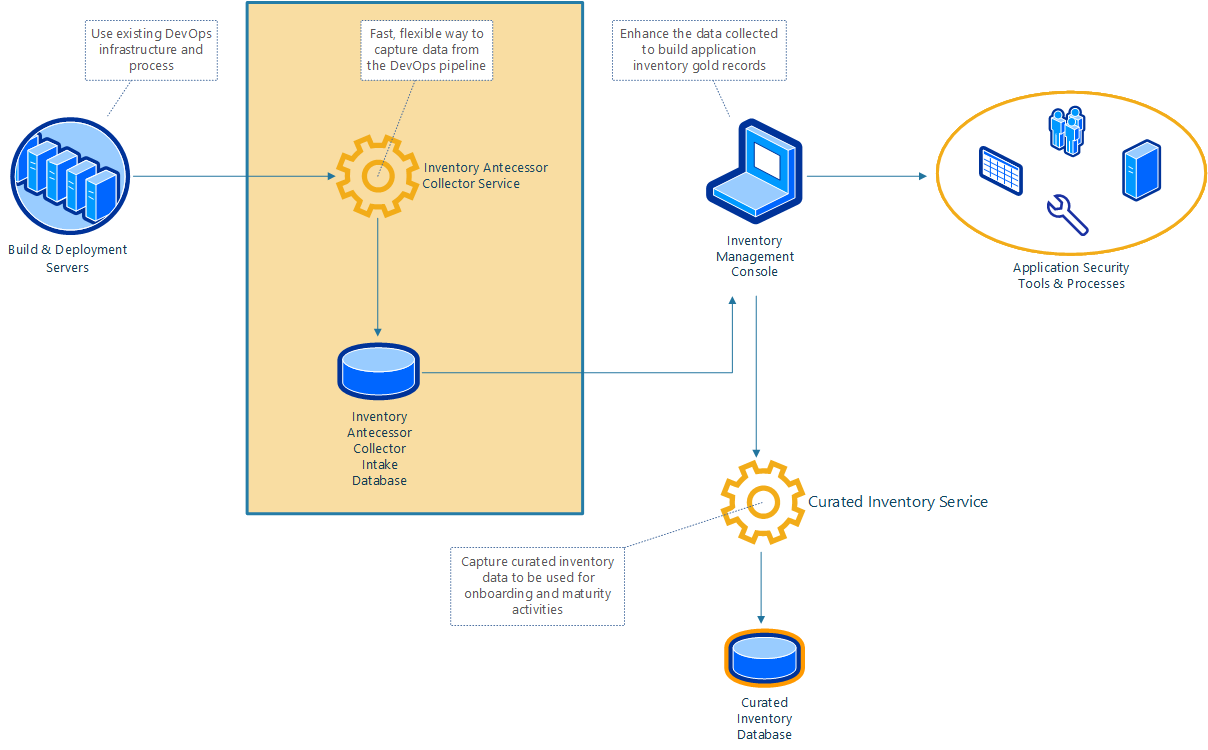 Use existing DevOps
infrastructure and
process
Fast, flexible way to
capture data from
the DevOps pipeline
Enhance the data collected
to build application
inventory gold records
Build & Deployment
Servers
Inventory Antecessor
Collector Service
Inventory
Management
Console
Application Security
Tools & Processes
Inventory
Antecessor
Collector
Intake
Database
Curated Inventory Service
Capture curated inventory
data to be used for
onboarding and maturity
activities
Curated
Inventory
Database